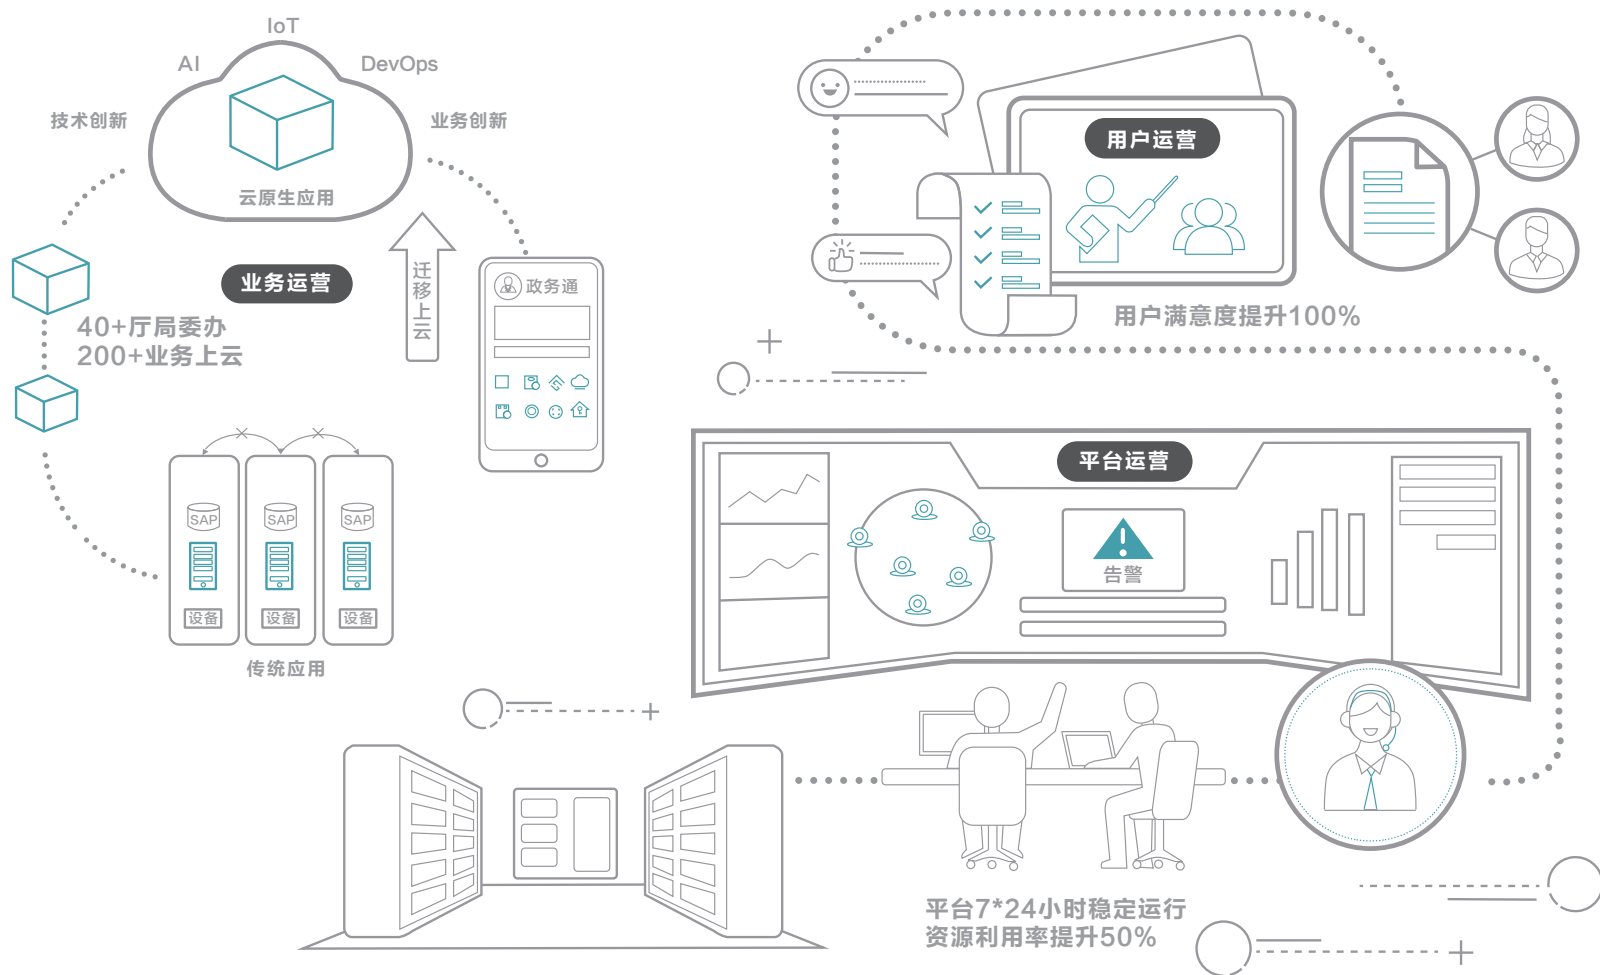 IoT
AI
DevOps
技术创新
业务创新
云原生应用
业务运营
迁移上云
40+厅局委办
200+业务上云
政务通
SAP
SAP
SAP
设备
设备
设备
传统应用
用户运营
用户满意度提升100%
平台运营
告警
平台7*24小时稳定运行
资源利用率提升50%